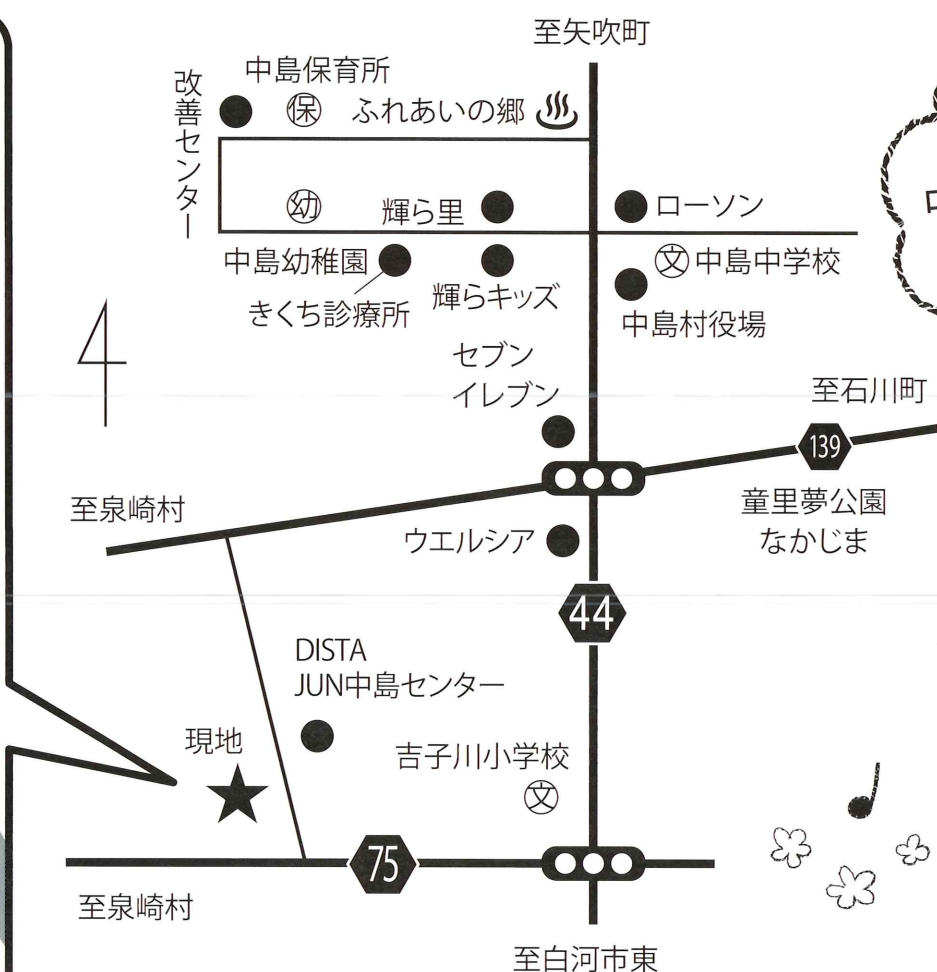 至矢吹町
中島保育所
改善センター
保
ふれあいの郷
幼
輝ら里
ローソン
中島幼稚園
文
中島中学校
輝らキッズ
きくち診療所
中島村役場
セブン
イレブン
至石川町
139
至泉崎村
童里夢公園
なかじま
ウエルシア
44
DISTA
JUN中島センター
現地
吉子川小学校
文
75
至泉崎村
至白河市東